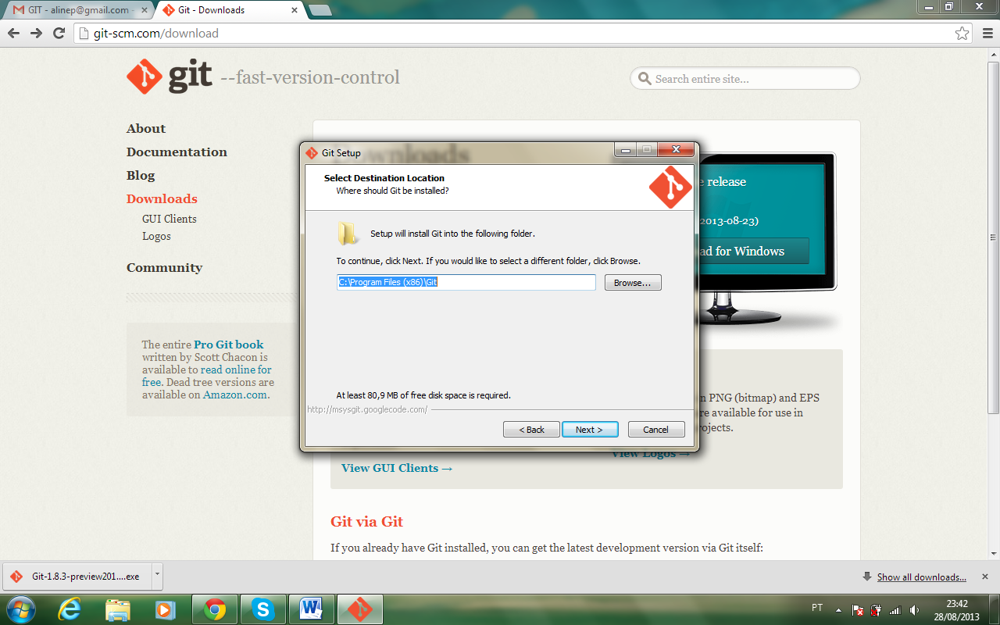 GIT - alinep@gmail.com -
Git - Downloads
git-scm.com/download
git --fast-version-control
Search entire site...
About
Documentation
Blog
Downloads
GUI Clients
Logos
Community
The entire Pro Git book
written by Scott Chacon is
available to read online for
free. Dead tree versions are
available on Amazon.com.
Downloads
Git Setup
Select Destination Location
Where should Git be installed?
Setup will install Git into the following folder.
To continue, click Next. If you would like to select a different folder, click Browse.
C:\Program Files (x86)\Git
Browse...
At least 80,9 MB of free disk space is required.
http://msysgit.googlecode.com/
< Back
Next >
Cancel
release
2013-08-23)
for Windows
PNG (bitmap) and EPS
are available for use in
View Logos →
View GUI Clients →
Git via Git
If you already have Git installed, you can get the latest development version via Git itself:
Git-1.8.3-preview201....exe
Show all downloads...
PT
23:42
28/08/2013